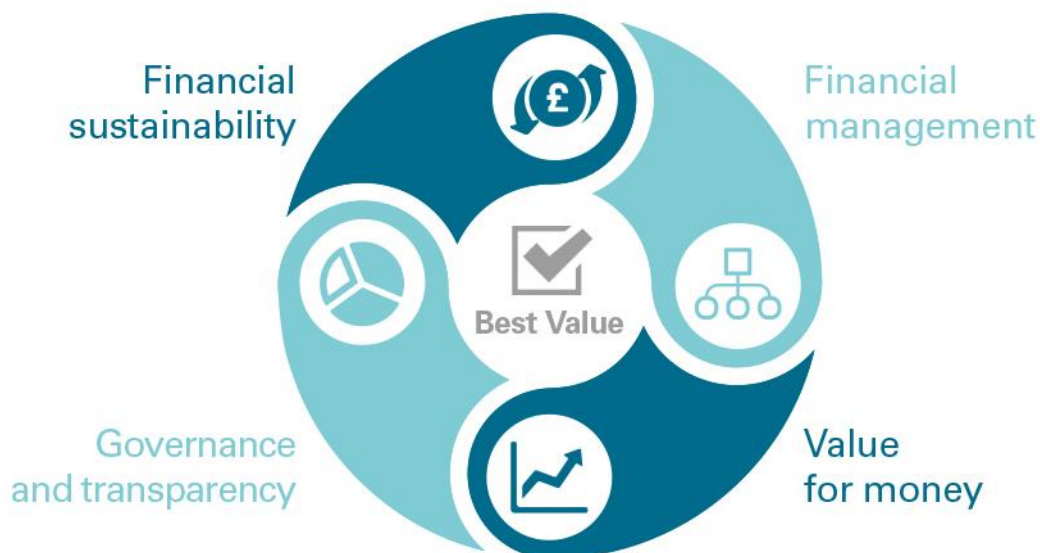 Financial
sustainability
Financial
management
£
Best Value
Governance
and transparency
Value
for money